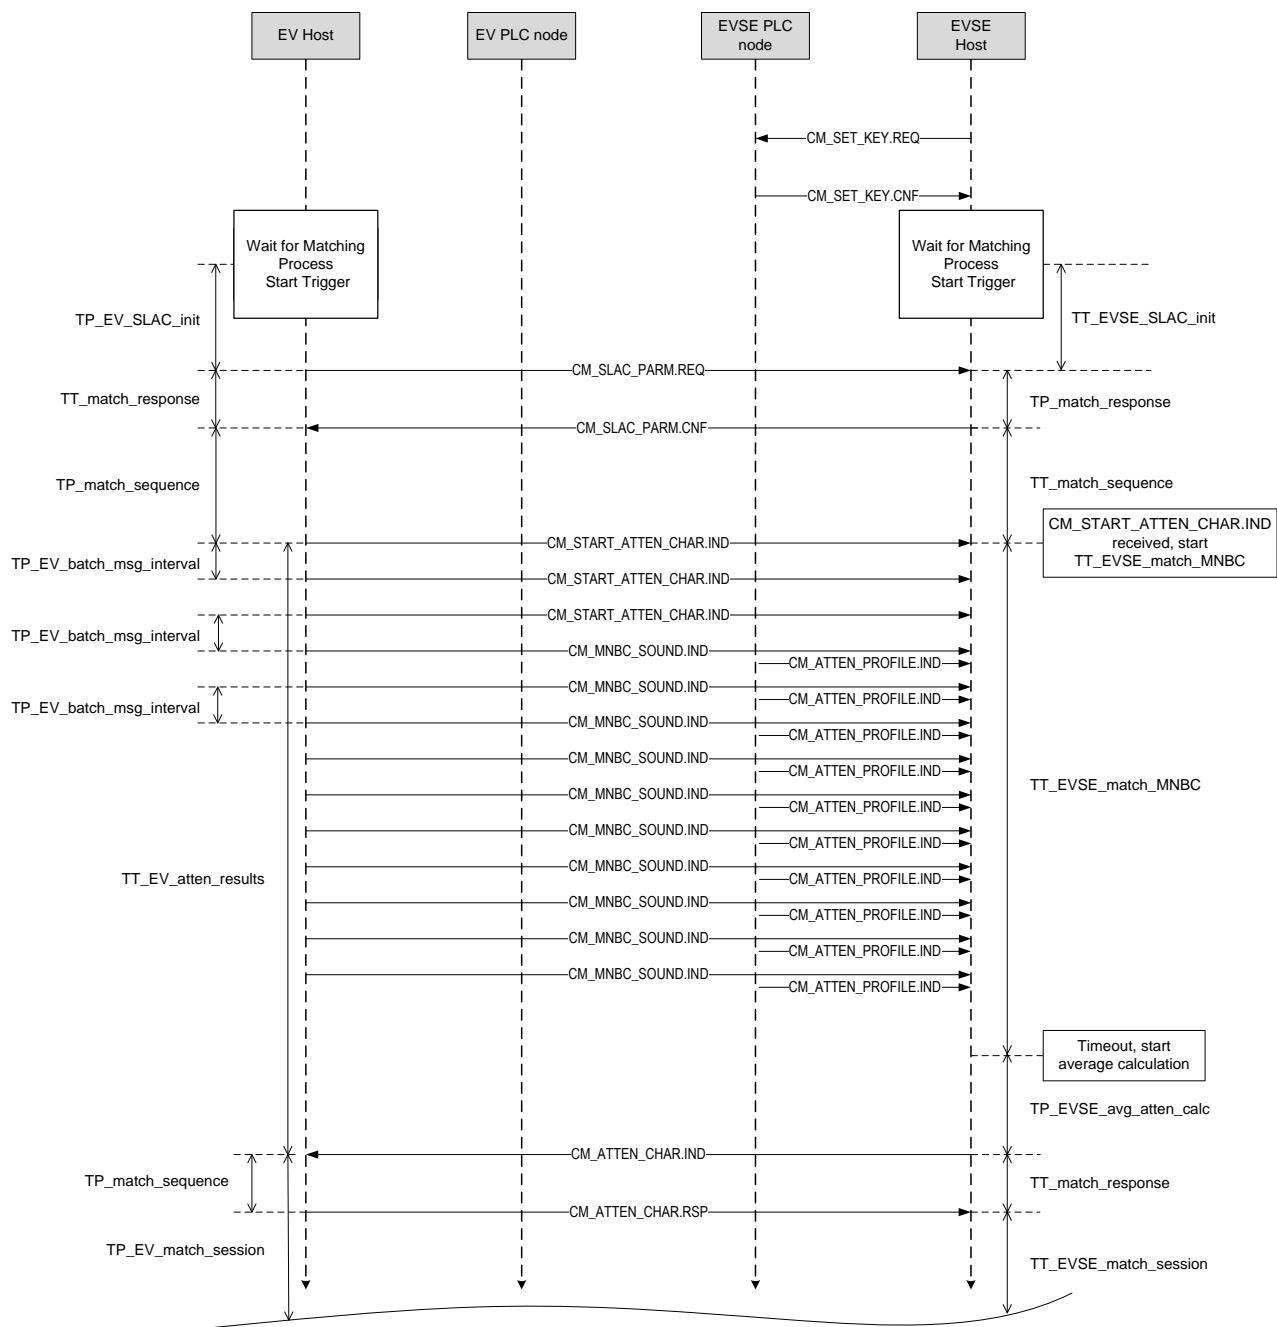 EV Host
EV PLC node
EVSE PLC
node
EVSE
Host
CM_SET_KEY.REQ
CM_SET_KEY.CNF
Wait for Matching
Process
Start Trigger
Wait for Matching
Process
Start Trigger
TP_EV_SLAC_init
TT_EVSE_SLAC_init
CM_SLAC_PARM.REQ
TT_match_response
TP_match_response
CM_SLAC_PARM.CNF
TP_match_sequence
TT_match_sequence
CM_START_ATTEN_CHAR.IND
received, start
TT_EVSE_match_MNBC
CM_START_ATTEN_CHAR.IND
TP_EV_batch_msg_interval
CM_START_ATTEN_CHAR.IND
CM_START_ATTEN_CHAR.IND
TP_EV_batch_msg_interval
CM_MNBC_SOUND.IND
CM_ATTEN_PROFILE.IND
CM_MNBC_SOUND.IND
CM_ATTEN_PROFILE.IND
TP_EV_batch_msg_interval
CM_MNBC_SOUND.IND
CM_ATTEN_PROFILE.IND
CM_MNBC_SOUND.IND
CM_ATTEN_PROFILE.IND
TT_EVSE_match_MNBC
CM_MNBC_SOUND.IND
CM_ATTEN_PROFILE.IND
CM_MNBC_SOUND.IND
CM_ATTEN_PROFILE.IND
CM_MNBC_SOUND.IND
CM_ATTEN_PROFILE.IND
TT_EV_atten_results
CM_MNBC_SOUND.IND
CM_ATTEN_PROFILE.IND
CM_MNBC_SOUND.IND
CM_ATTEN_PROFILE.IND
CM_MNBC_SOUND.IND
CM_ATTEN_PROFILE.IND
Timeout, start
average calculation
TP_EVSE_avg_atten_calc
CM_ATTEN_CHAR.IND
TP_match_sequence
TT_match_response
CM_ATTEN_CHAR.RSP
TP_EV_match_session
TT_EVSE_match_session